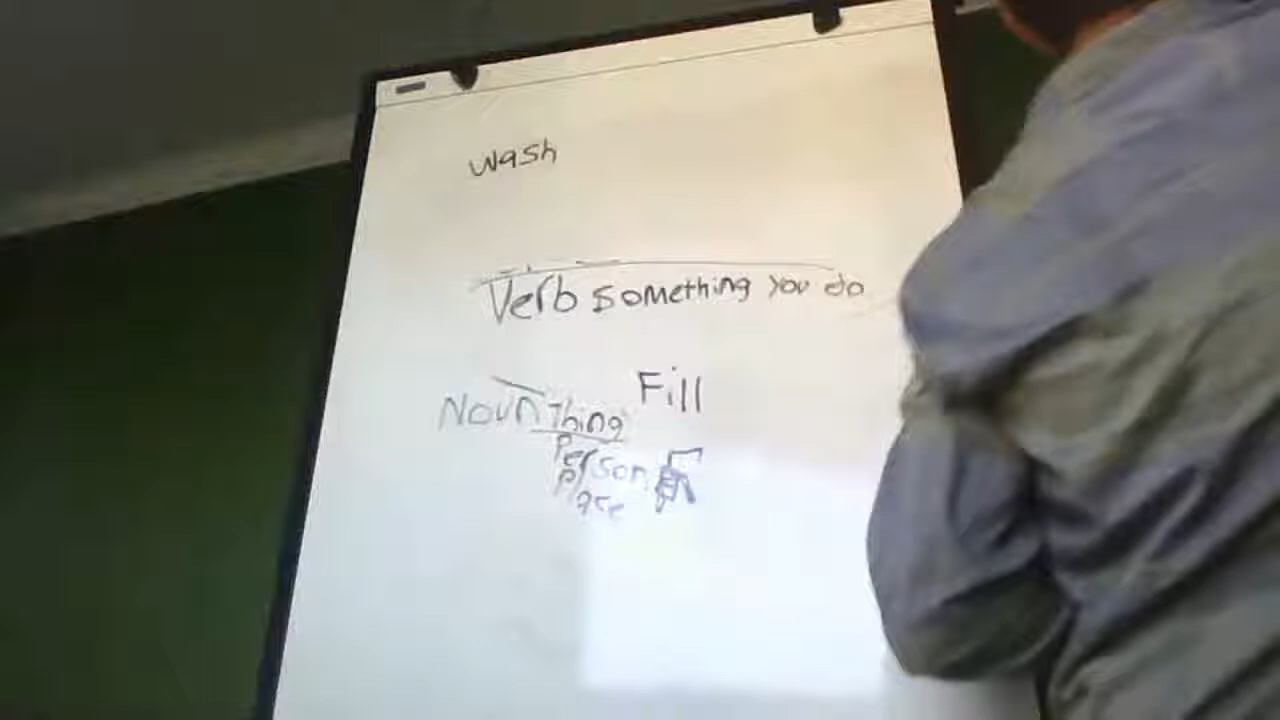 wash
Verb something you do
Fill
Noun Thing
Person
Place